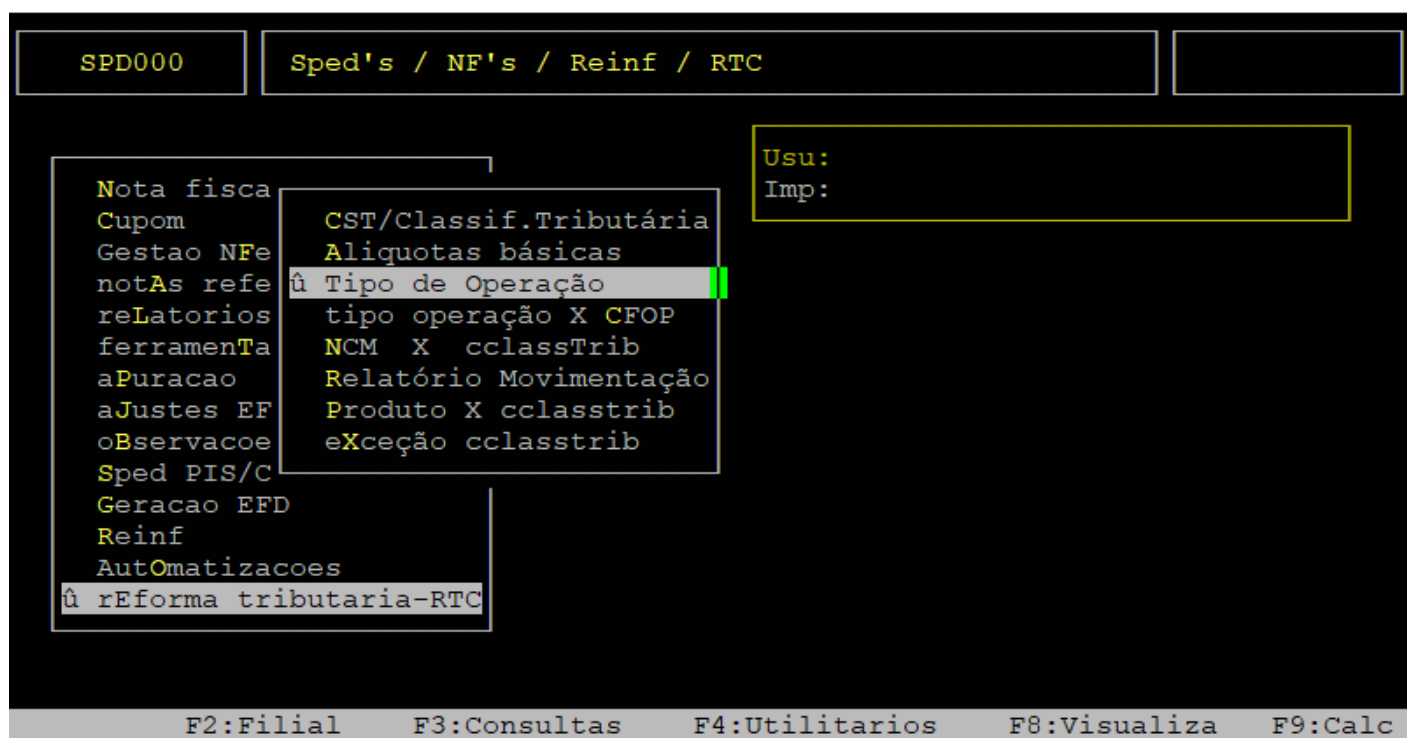 SPD000 Sped's / NF's / Reinf / RTC
Usu:
Imp:
Nota fisca
Cupom
Gestao NFe
notAs refe
reLatorios
ferramenTa
aPuracao
aJustes EF
oBservacoe
Sped PIS/C
Geracao EFD
Reinf
AutOmatizacoes
û rEforma tributaria-RTC
CST/Classif.Tributária
Aliquotas básicas
û Tipo de Operação
tipo operação X CFOP
NCM X cclassTrib
Relatório Movimentação
Produto X cclasstrib
eXceção cclasstrib
F2:Filial F3:Consultas F4:Utilitarios F8:Visualiza F9:Calc